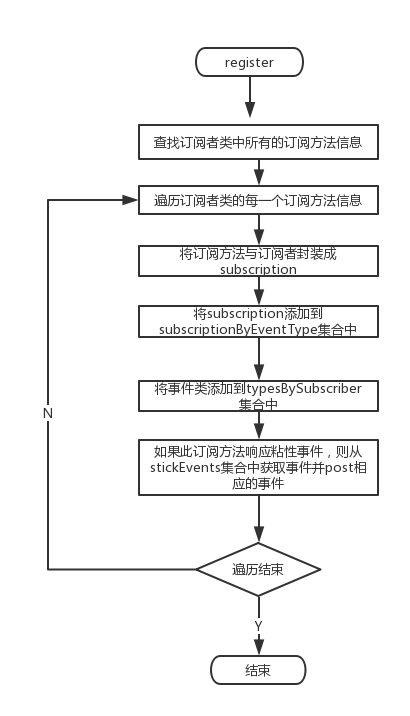 register
查找订阅者类中所有的订阅方法信息
遍历订阅者类的每一个订阅方法信息
将订阅方法与订阅者封装成
subscription
将subscription添加到
subscriptionByEventType集合中
将事件类添加到typesBySubscriber
集合中
N
如果此订阅方法响应粘性事件，则从
stickEvents集合中获取事件并post相
应的事件
遍历结束
Y
结束